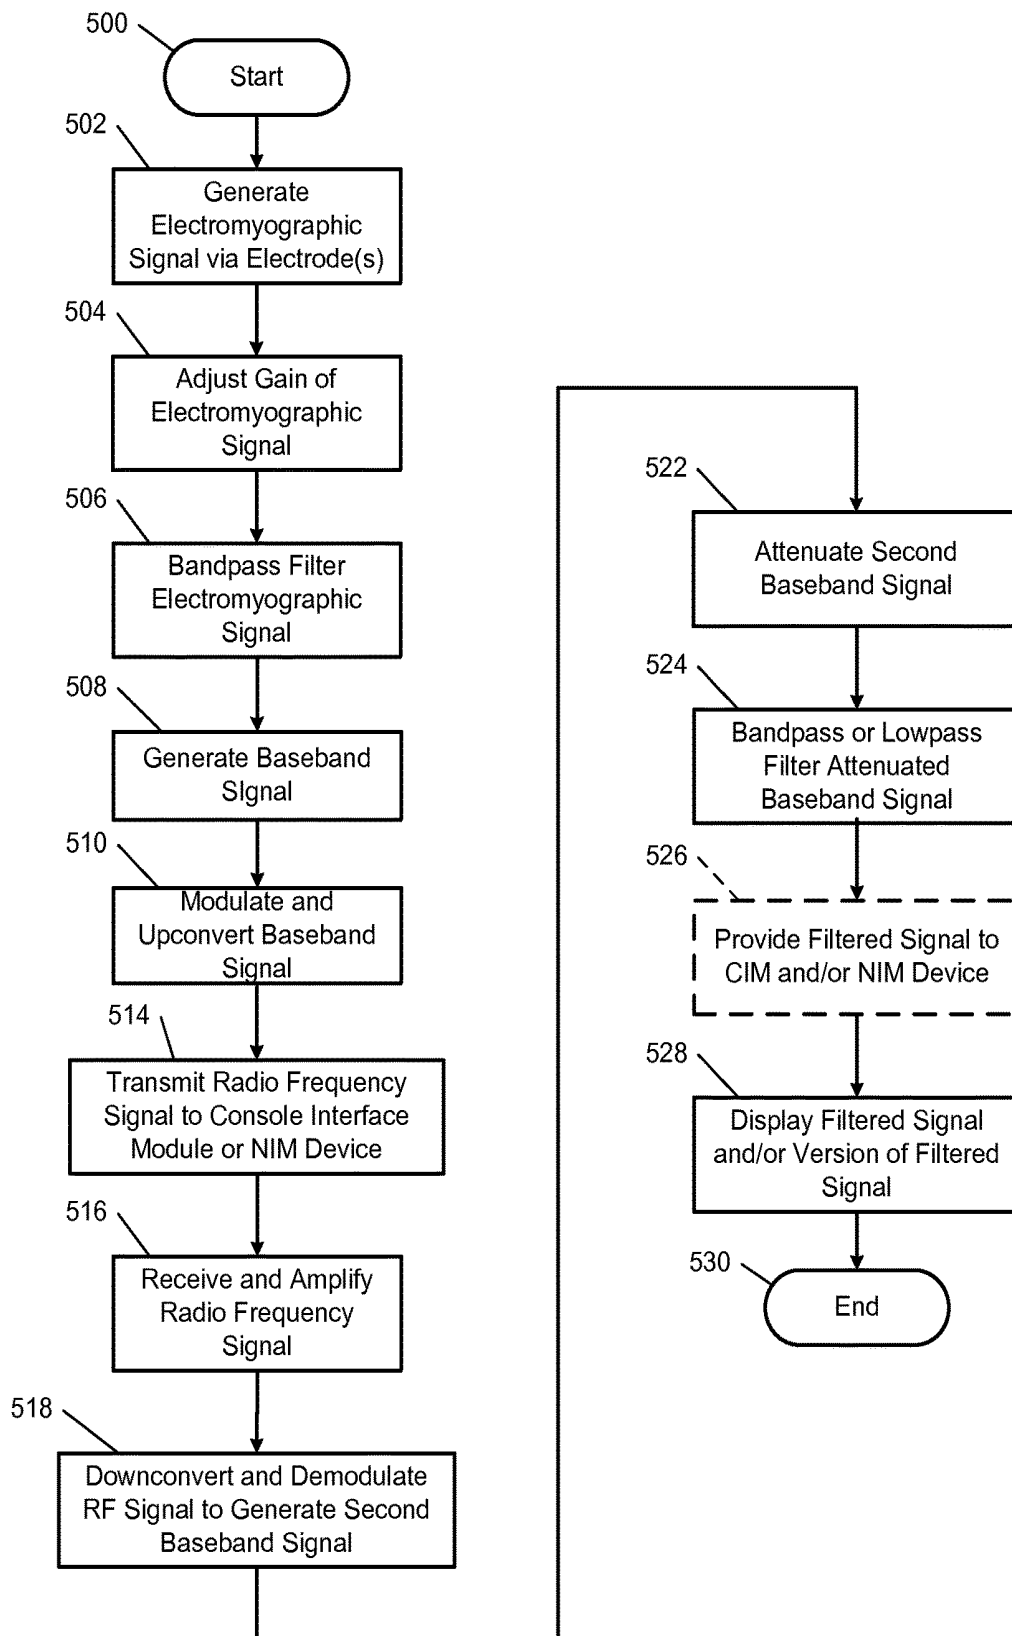 500
Start
502
Generate
Electromyographic
Signal via Electrode(s)
504
Adjust Gain of
Electromyographic
Signal
506
Bandpass Filter
Electromyographic
Signal
508
Generate Baseband
SIgnal
510
Modulate and
Upconvert Baseband
Signal
514
Transmit Radio Frequency
Signal to Console Interface
Module or NIM Device
516
Receive and Amplify
Radio Frequency
Signal
518
Downconvert and Demodulate
RF Signal to Generate Second
Baseband Signal
522
Attenuate Second
Baseband Signal
524
Bandpass or Lowpass
Filter Attenuated
Baseband Signal
526
Provide Filtered Signal to
CIM and/or NIM Device
528
Display Filtered Signal
and/or Version of Filtered
Signal
530
End